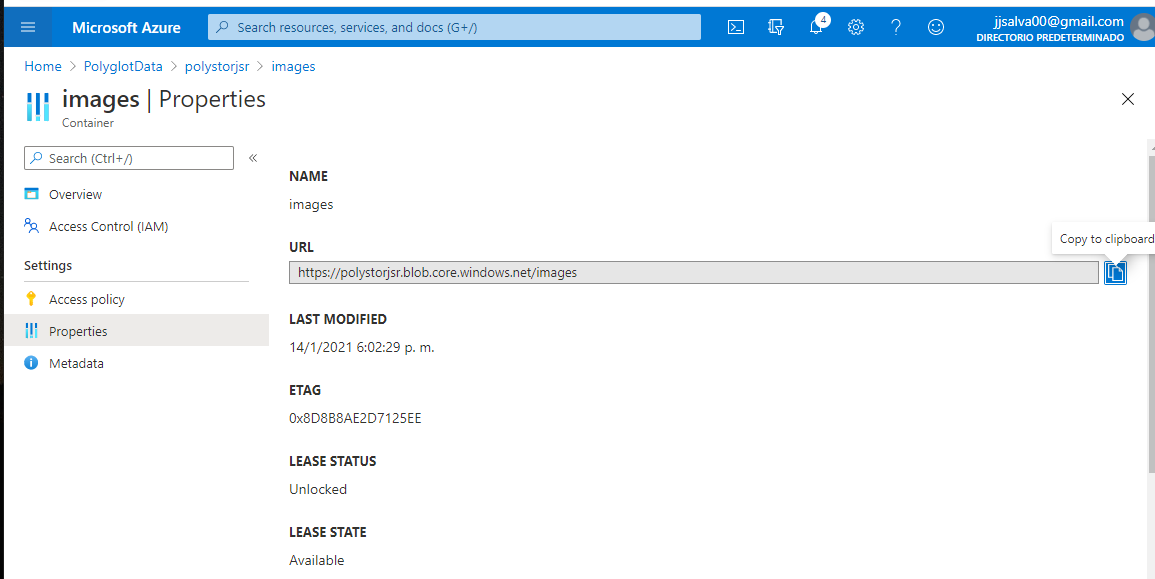 Microsoft Azure
Search resources, services, and docs (G+/)
4
jjsalva00@gmail.com
DIRECTORIO PREDETERMINADO
Home > PolyglotData > polystorjsr > images
images | Properties
Container
Search (Ctrl+/)
«
Overview
Access Control (IAM)
Settings
Access policy
Properties
Metadata
NAME
images
URL
Copy to clipboard
https://polystorjsr.blob.core.windows.net/images
LAST MODIFIED
14/1/2021 6:02:29 p. m.
ETAG
0x8D8B8AE2D7125EE
LEASE STATUS
Unlocked
LEASE STATE
Available